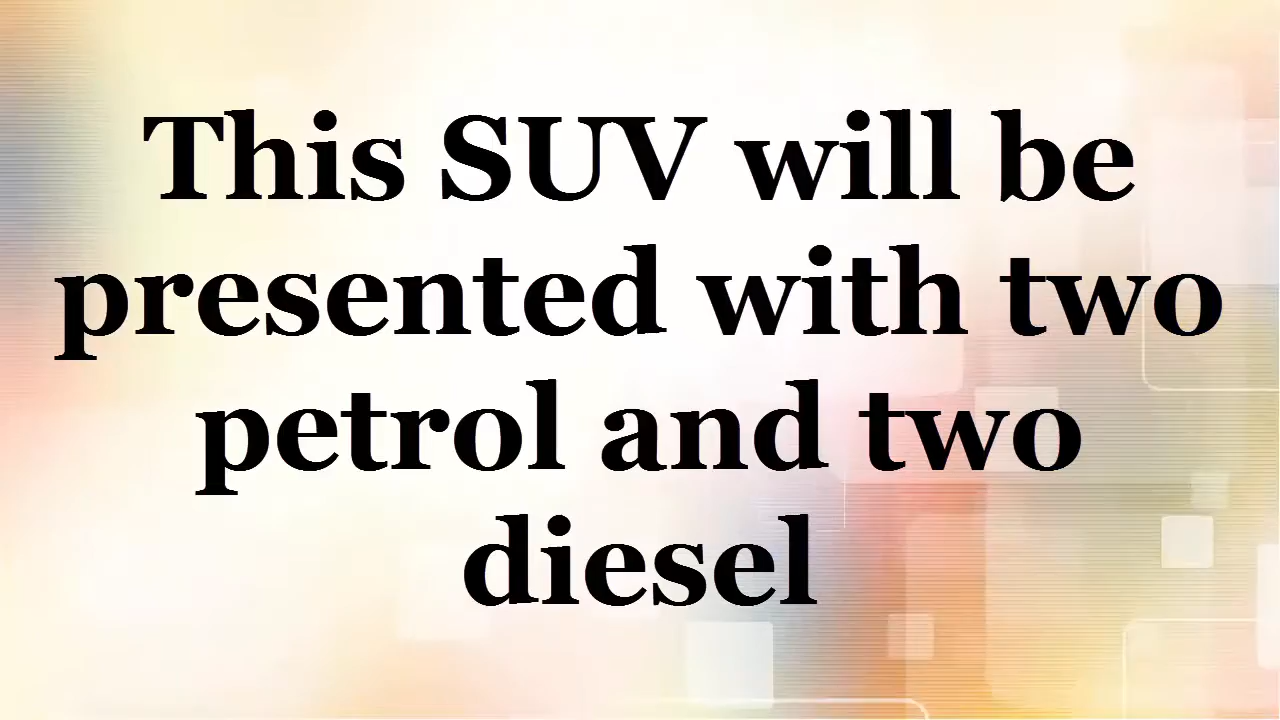 This SUV will be
presented with two
petrol and two
diesel